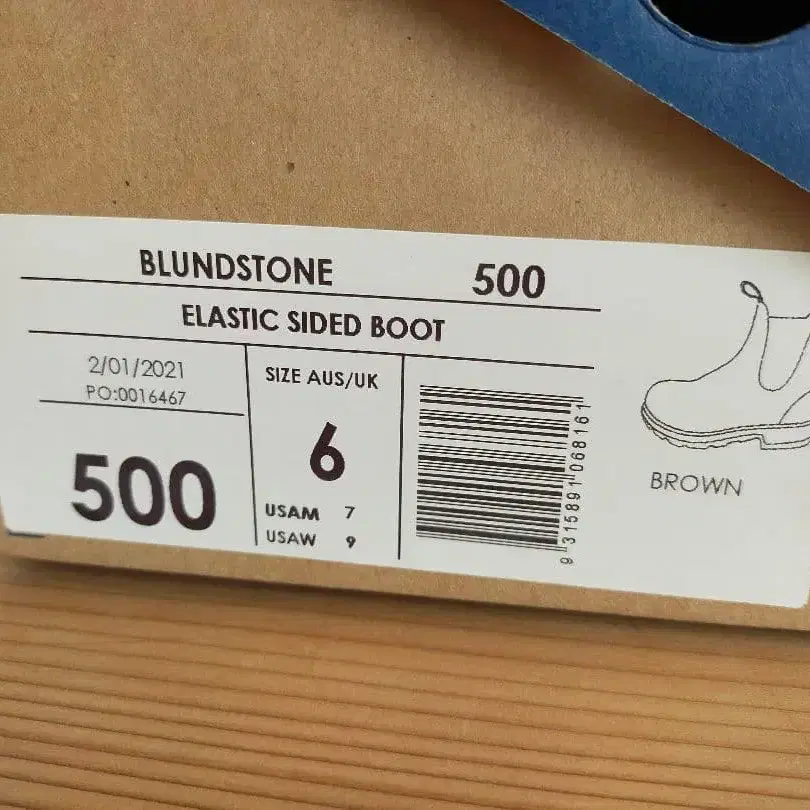 BLUNDSTONE 500
ELASTIC SIDED BOOT
2/01/2021
PO:0016467
500
SIZE AUS/UK
6
USAM 7
USAW 9
9 315891 068161
BROWN